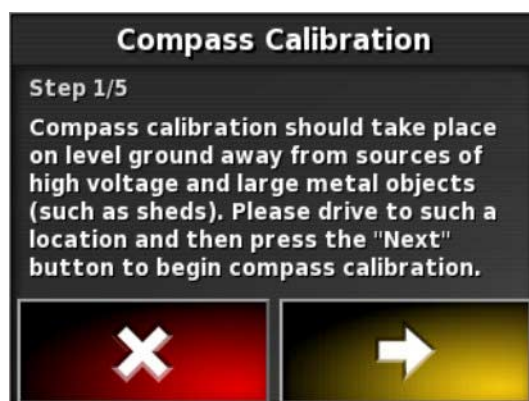 Compass Calibration
Step 1/5
Compass calibration should take place
on level ground away from sources of
high voltage and large metal objects
(such as sheds). Please drive to such a
location and then press the "Next"
button to begin compass calibration.